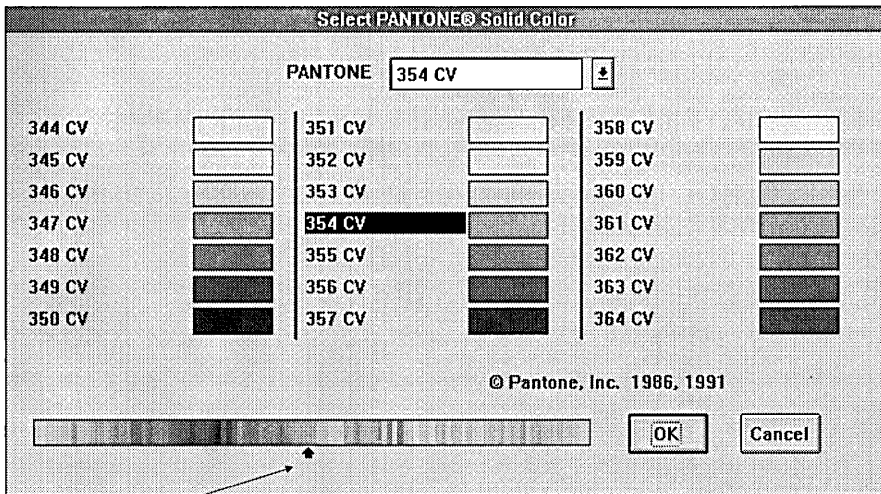 Select PANTONE® Solid Color
PANTONE 354 CV
344 CV 351 CV 358 CV
345 CV 352 CV 359 CV
346 CV 353 CV 360 CV
347 CV 354 CV 361 CV
348 CV 355 CV 362 CV
349 CV 356 CV 363 CV
350 CV 357 CV 364 CV
© Pantone, Inc. 1986, 1991
OK Cancel